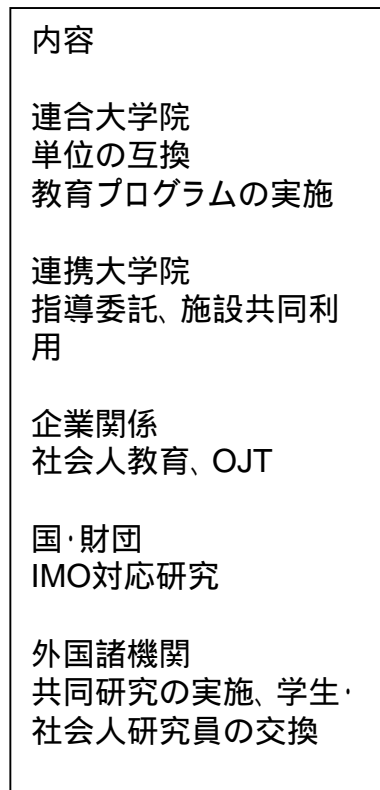 内容
連合大学院
単位の互換
教育プログラムの実施
連携大学院
指導委託、施設共同利
用
企業関係
社会人教育、OJT
国・財団
IMO対応研究
外国諸機関
共同研究の実施、学生・
社会人研究員の交換